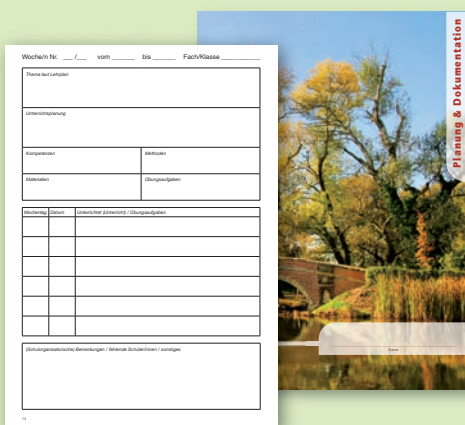 Woche/n Nr. ___ /___ vom ______ bis ______ Fach/Klasse __________
Thema laut Lehrplan
Unterrichtsplanung
Kompetenzen
Methoden
Materialien
Übungsaufgaben
Wochentag Datum Unterrichtet (Unterricht) / Übungsaufgaben
(Schulorganisatorische) Bemerkungen / fehlende Schüler/innen / sonstiges
Planung & Dokumentation
Name